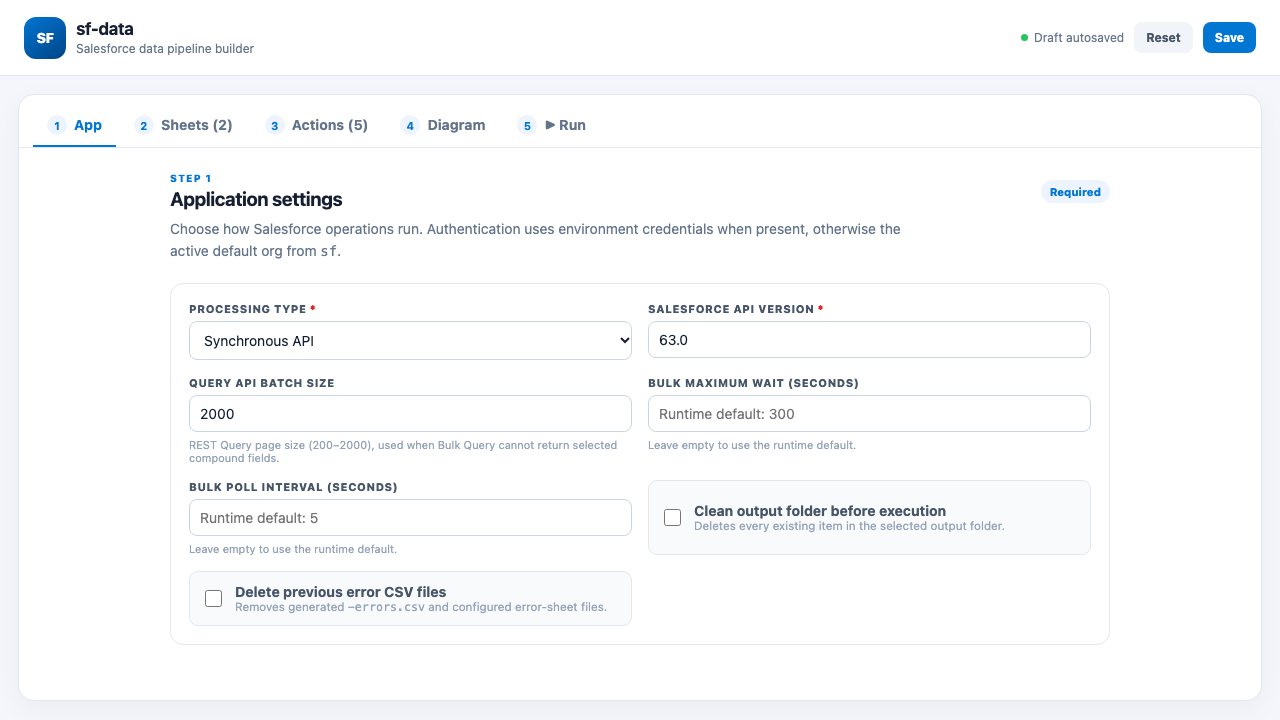 SF
sf-data
Salesforce data pipeline builder
Draft autosaved
Reset
Save
1 App
2 Sheets (2)
3 Actions (5)
4 Diagram
5 ▶ Run
STEP 1
Application settings
Required
Choose how Salesforce operations run. Authentication uses environment credentials when present, otherwise the
active default org from sf.
PROCESSING TYPE *
Synchronous API
SALESFORCE API VERSION *
63.0
QUERY API BATCH SIZE
2000
REST Query page size (200–2000), used when Bulk Query cannot return selected
compound fields.
BULK MAXIMUM WAIT (SECONDS)
Runtime default: 300
Leave empty to use the runtime default.
BULK POLL INTERVAL (SECONDS)
Runtime default: 5
Leave empty to use the runtime default.
Clean output folder before execution
Deletes every existing item in the selected output folder.
Delete previous error CSV files
Removes generated -errors.csv and configured error-sheet files.